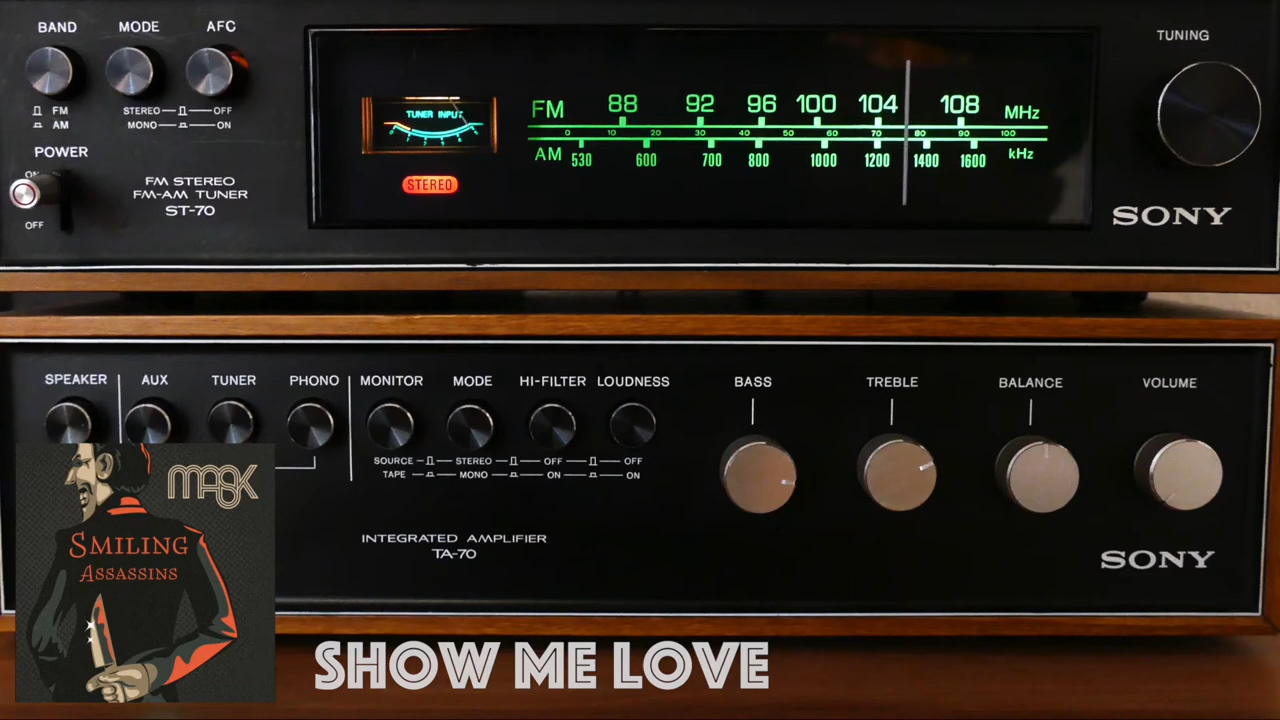 BAND MODE AFC
FM STEREO OFF
AM MONO ON
POWER
ON
OFF
FM STEREO
FM-AM TUNER
ST-70
TUNER INPUT
STEREO
FM 88 92 96 100 104 108 MHz
0 10 20 30 40 50 60 70 80 90 100
AM 530 600 700 800 1000 1200 1400 1600 kHz
TUNING
SONY
SPEAKER AUX TUNER PHONO MONITOR MODE HI-FILTER LOUDNESS
BASS TREBLE BALANCE VOLUME
SOURCE STEREO OFF OFF
TAPE MONO ON ON
INTEGRATED AMPLIFIER
TA-70
SONY
MASK
SMILING
ASSASSINS
SHOW ME LOVE